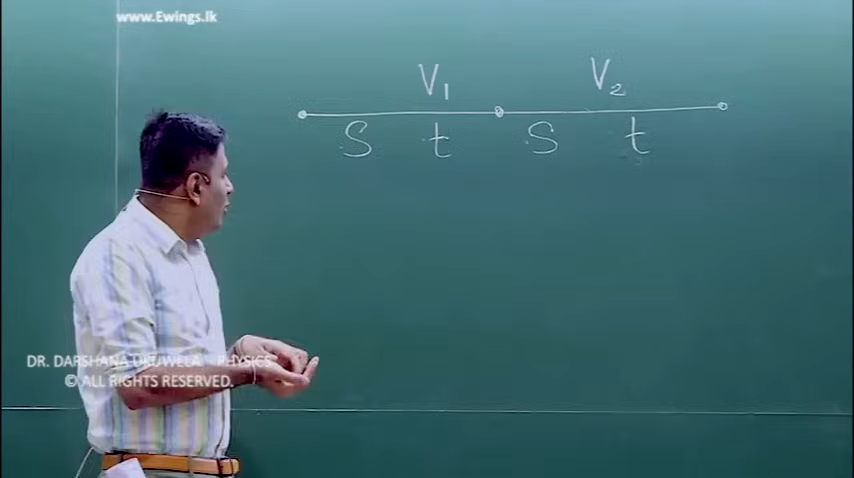 www.Ewings.lk
V₁ V₂
S t S t
DR. DARSHANA UKUWELA - PHYSICS
© ALL RIGHTS RESERVED.